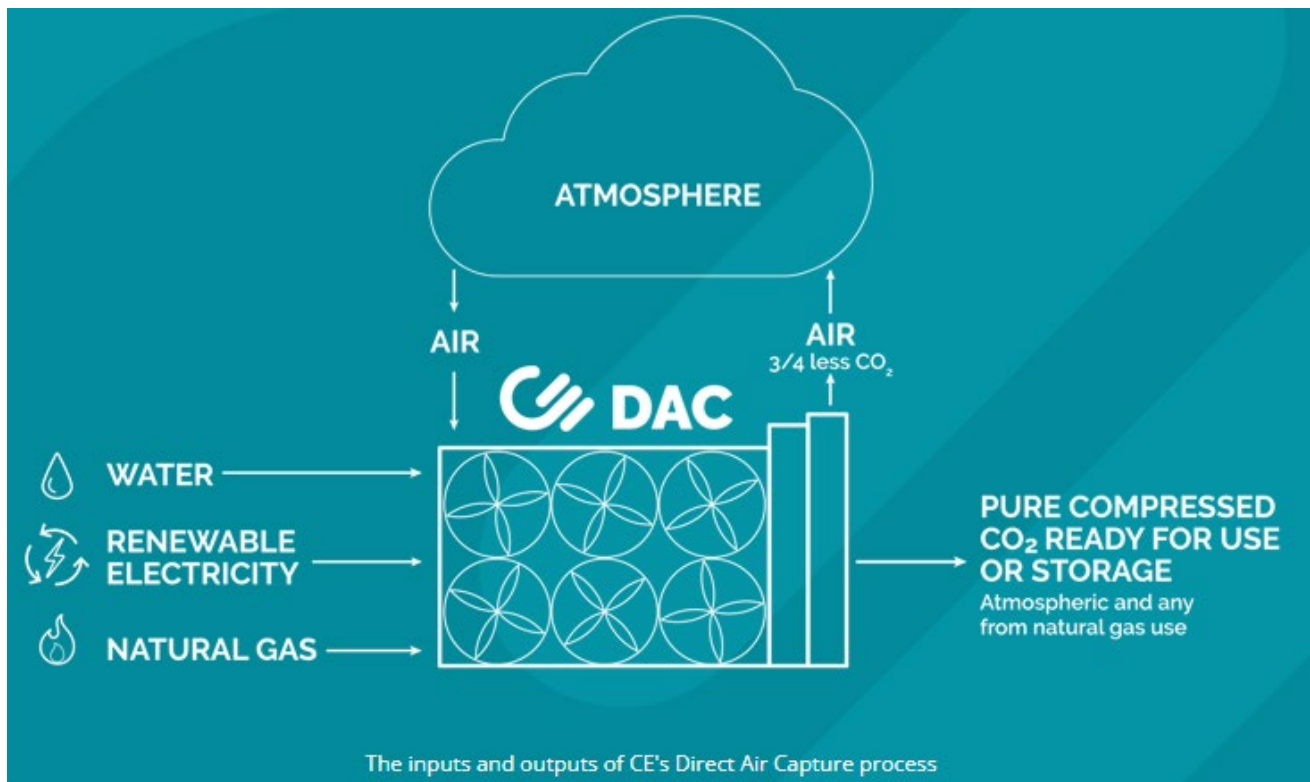 ATMOSPHERE
AIR
AIR
3/4 less CO₂
DAC
WATER
RENEWABLE
ELECTRICITY
NATURAL GAS
PURE COMPRESSED
CO₂ READY FOR USE
OR STORAGE
Atmospheric and any
from natural gas use
The inputs and outputs of CE's Direct Air Capture process